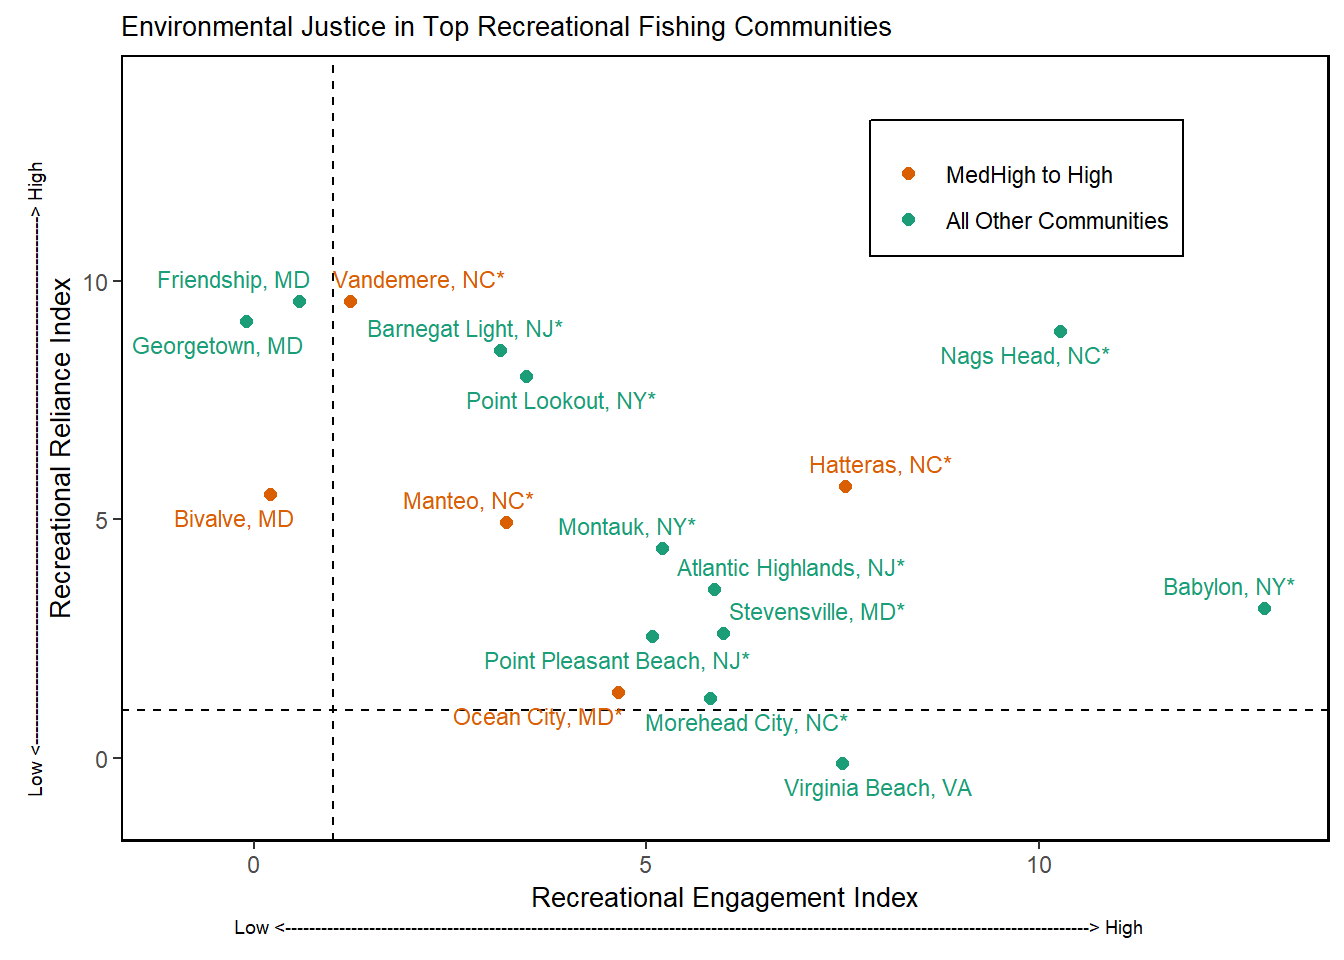 Environmental Justice in Top Recreational Fishing Communities
MedHigh to High
All Other Communities
Friendship, MD
Vandemere, NC*
Georgetown, MD
Barnegat Light, NJ*
Point Lookout, NY*
Nags Head, NC*
Hatteras, NC*
Bivalve, MD
Manteo, NC*
Montauk, NY*
Atlantic Highlands, NJ*
Babylon, NY*
Stevensville, MD*
Point Pleasant Beach, NJ*
Ocean City, MD*
Morehead City, NC*
Virginia Beach, VA
10
5
0
Recreational Reliance Index
Low <--------------------------------------------------------------------------------------------> High
0
5
10
Recreational Engagement Index
Low <--------------------------------------------------------------------------------------------------------------------------------------> High